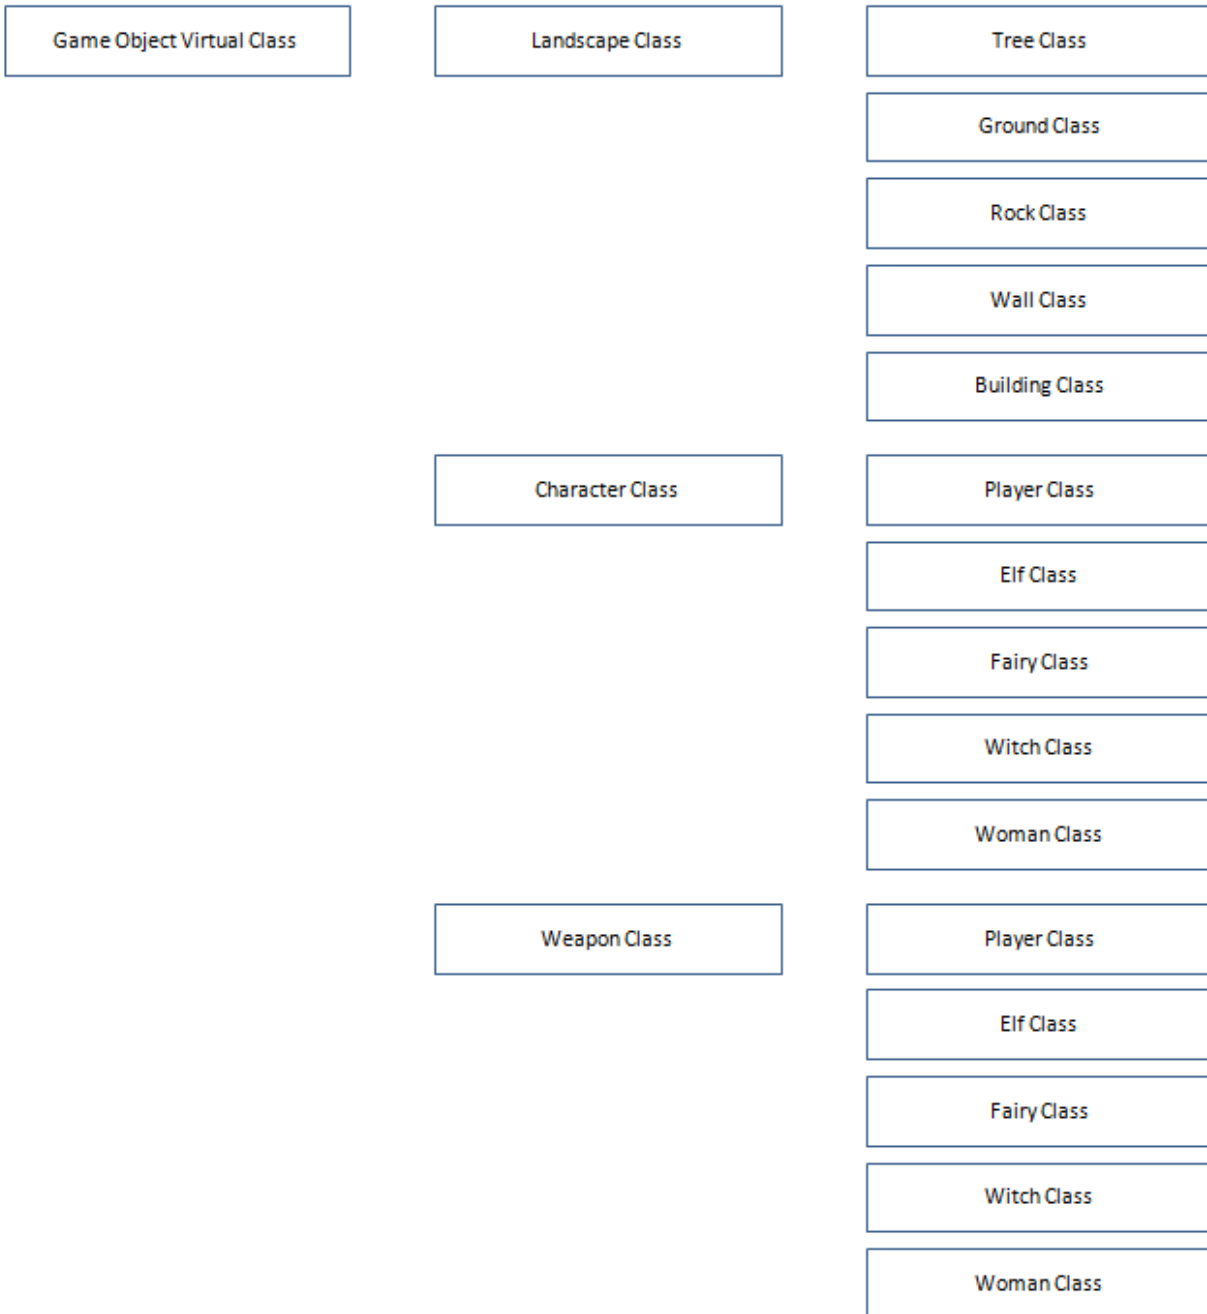 Game Object Virtual Class
Landscape Class
Tree Class
Ground Class
Rock Class
Wall Class
Building Class
Character Class
Player Class
Elf Class
Fairy Class
Witch Class
Woman Class
Weapon Class
Player Class
Elf Class
Fairy Class
Witch Class
Woman Class